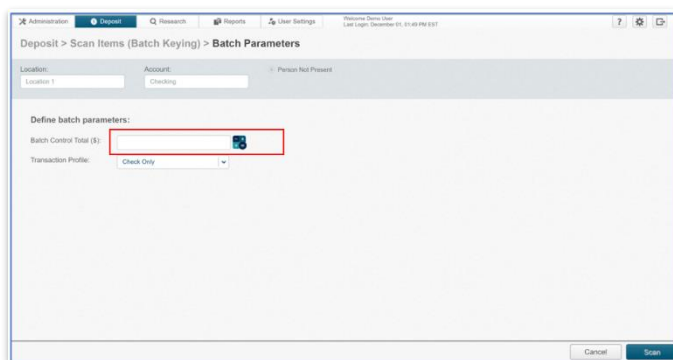 Administration Deposit Research Reports User Settings Welcome Demo User
Last Login: December 01, 01:49 PM EST
?
Deposit > Scan Items (Batch Keying) > Batch Parameters
Location: Account: Person Not Present
Location 1 Checking
Define batch parameters:
Batch Control Total ($):
Transaction Profile: Check Only
Cancel Scan